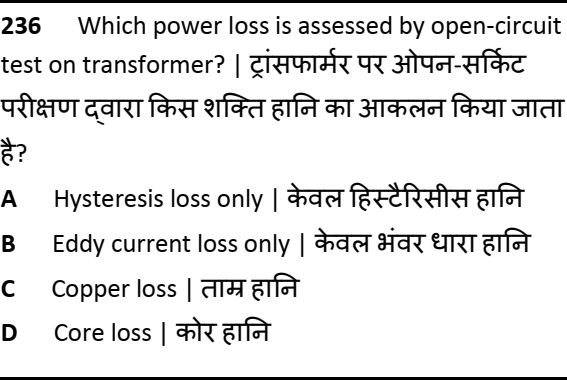 236 Which power loss is assessed by open-circuit
test on transformer? | ट्रांसफार्मर पर ओपन-सर्किट
परीक्षण द्वारा किस शक्ति हानि का आकलन किया जाता
है?
A Hysteresis loss only | केवल हिस्टैरिसीस हानि
B Eddy current loss only | केवल भंवर धारा हानि
C Copper loss | ताम्र हानि
D Core loss | कोर हानि